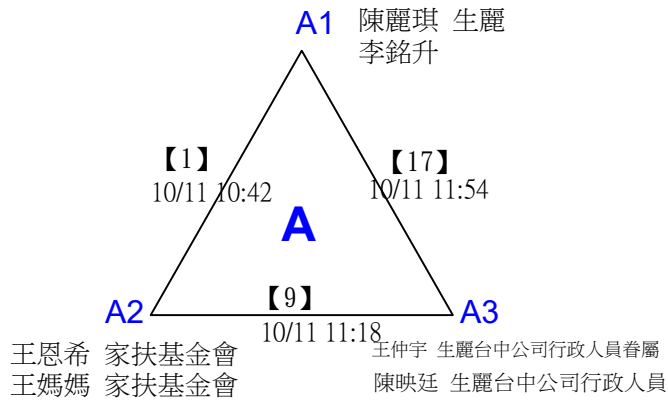 A1 陳麗琪 生麗
李銘升
【1】
10/11 10:42
【17】
10/11 11:54
A
【9】
10/11 11:18
A2
A3
王恩希 家扶基金會
王媽媽 家扶基金會
王仲宇 生麗台中公司行政人員眷屬
陳映廷 生麗台中公司行政人員